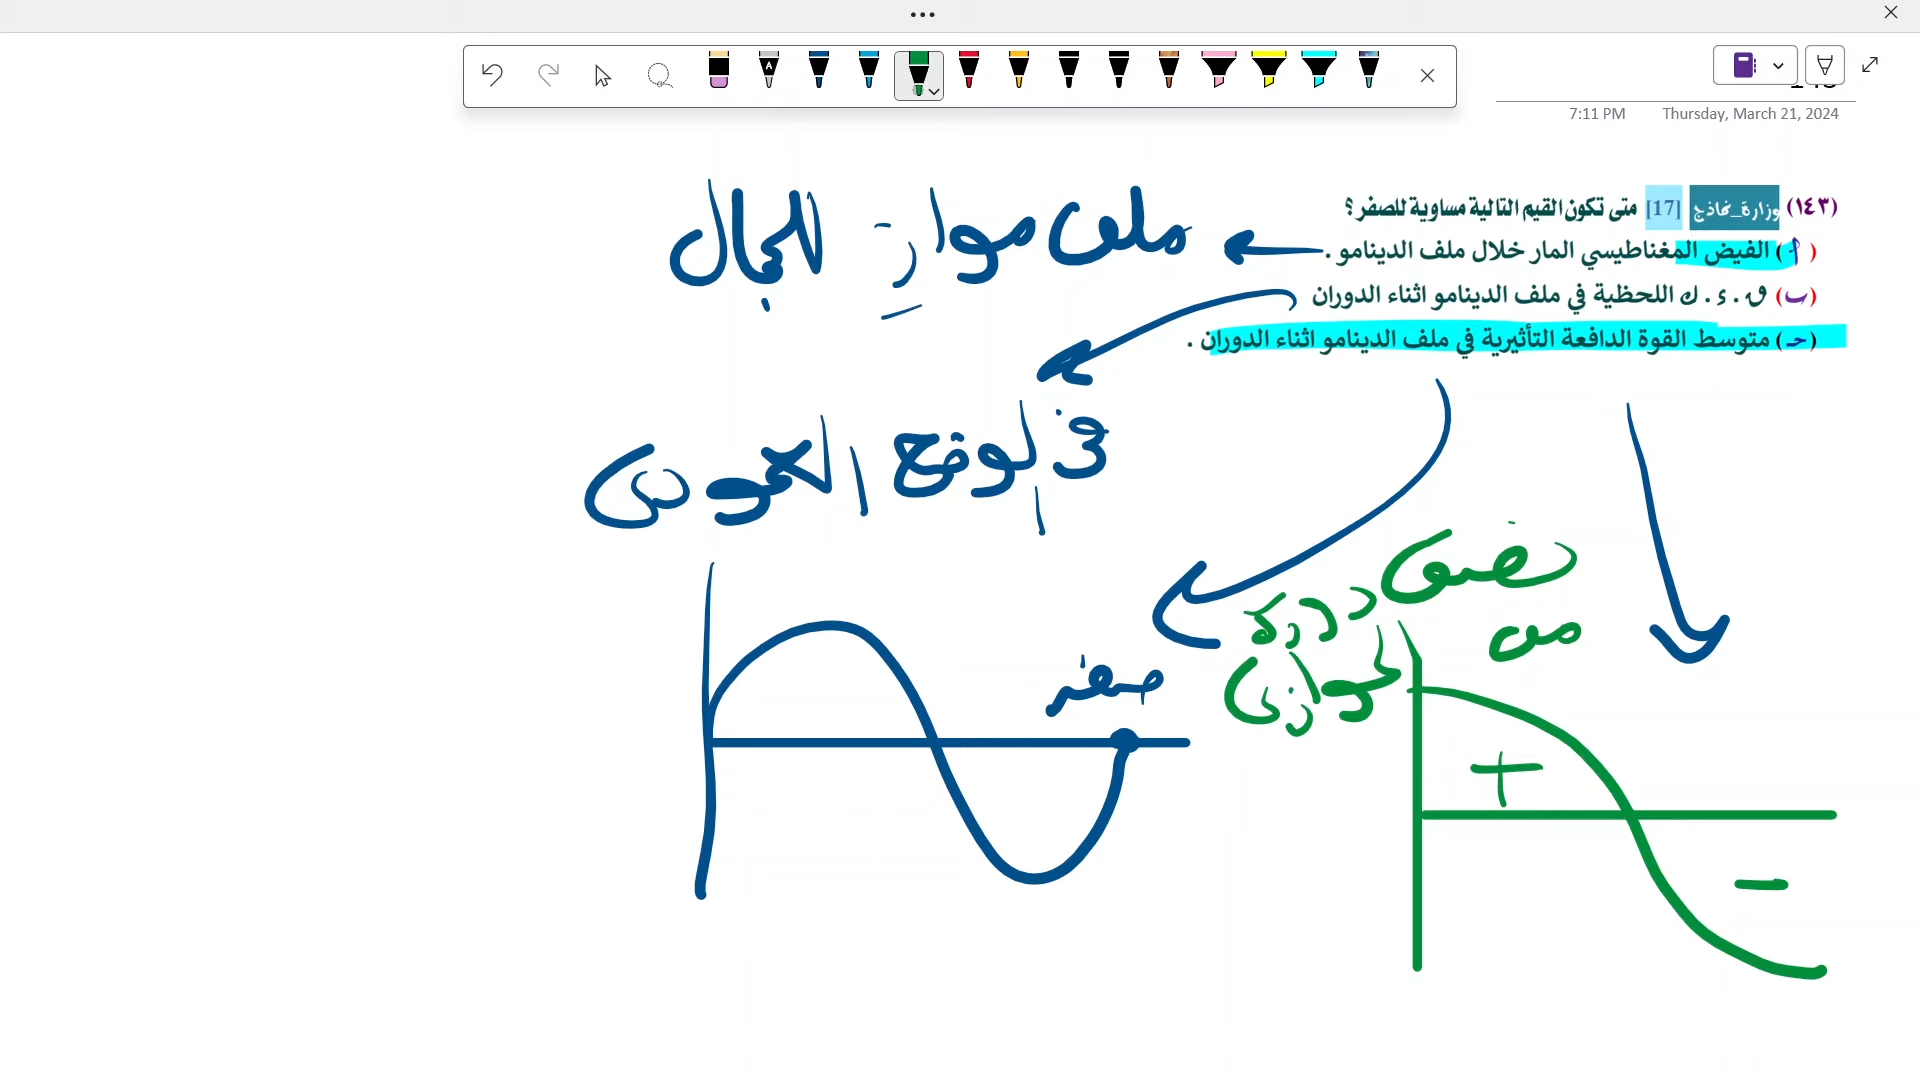 7:11 PM Thursday, March 21, 2024
(١٤٣) وزارة_نماذج [17] متى تكون القيم التالية مساوية للصفر؟
(أ) الفيض المغناطيسي المار خلال ملف الدينامو .
(ب) ق . د . ك اللحظية في ملف الدينامو اثناء الدوران
(حـ) متوسط القوة الدافعة التأثيرية في ملف الدينامو اثناء الدوران .
ملف موازٍ للمجال
في الوضع العمودي
صفر
نصف
دورة
من
الموازي
+
−